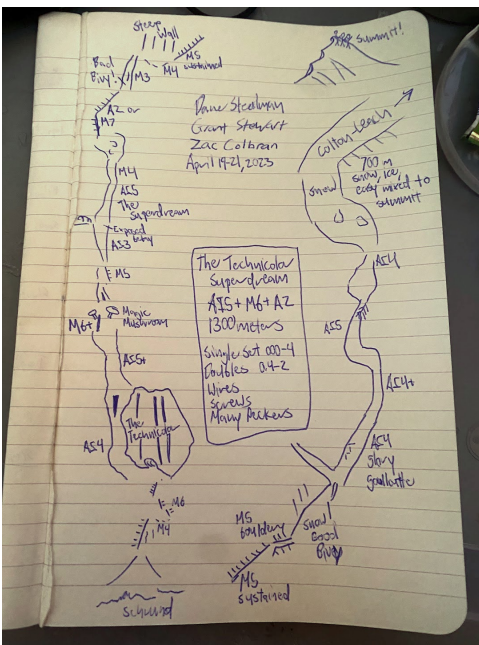 Steep
Wall
M5
M4 sustained
Bad
Bivy!
M3
A2 or
M7
M4
AI5
The
Superdream
Exposed
belay
AI3
M5
Magic
Mushroom
M6+
AI5+
The
Technicolor
AI4
M6
M4
Schrund
Dane Steadman
Grant Stewart
Zac Colbran
April 19-21, 2023
The Technicolor
Superdream
AI5+ M6+ A2
1300 meters
Single set 000-4
Doubles 0.4-2
Wires
Screws
Many Peckers
Summit!
Colton-Leach
700 m
snow, ice,
easy mixed to
summit
Snow
AI4
AI5
AI4+
AI4
Glory
Goulotte
Snow!
Good
Bivy
M5
bouldery
M5
sustained